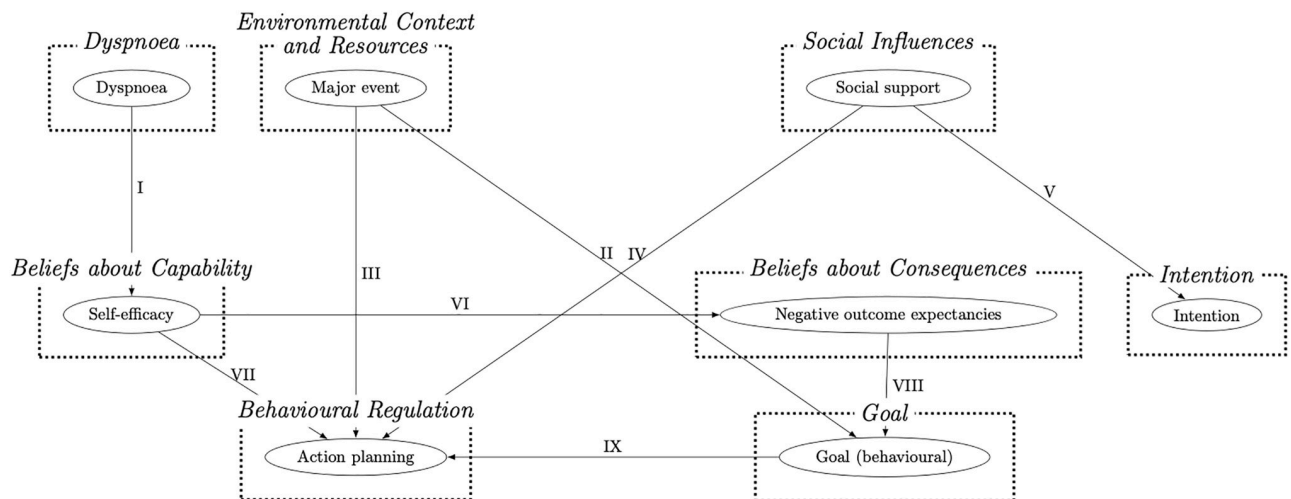 Dyspnoea
Environmental Context
and Resources
Social Influences
Dyspnoea
Major event
Social support
I
V
II
IV
III
Beliefs about Capability
Beliefs about Consequences
Intention
Self-efficacy
VI
Negative outcome expectancies
Intention
VII
VIII
Behavioural Regulation
Goal
Action planning
IX
Goal (behavioural)